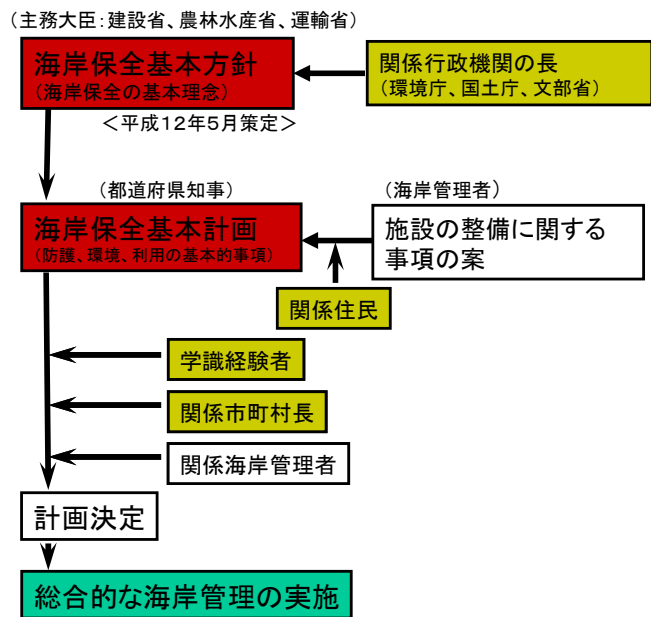 （主務大臣：建設省、農林水産省、運輸省）
海岸保全基本方針
（海岸保全の基本理念）
関係行政機関の長
（環境庁、国土庁、文部省）
＜平成１２年５月策定＞
（都道府県知事）
（海岸管理者）
海岸保全基本計画
（防護、環境、利用の基本的事項）
施設の整備に関する
事項の案
関係住民
学識経験者
関係市町村長
関係海岸管理者
計画決定
総合的な海岸管理の実施